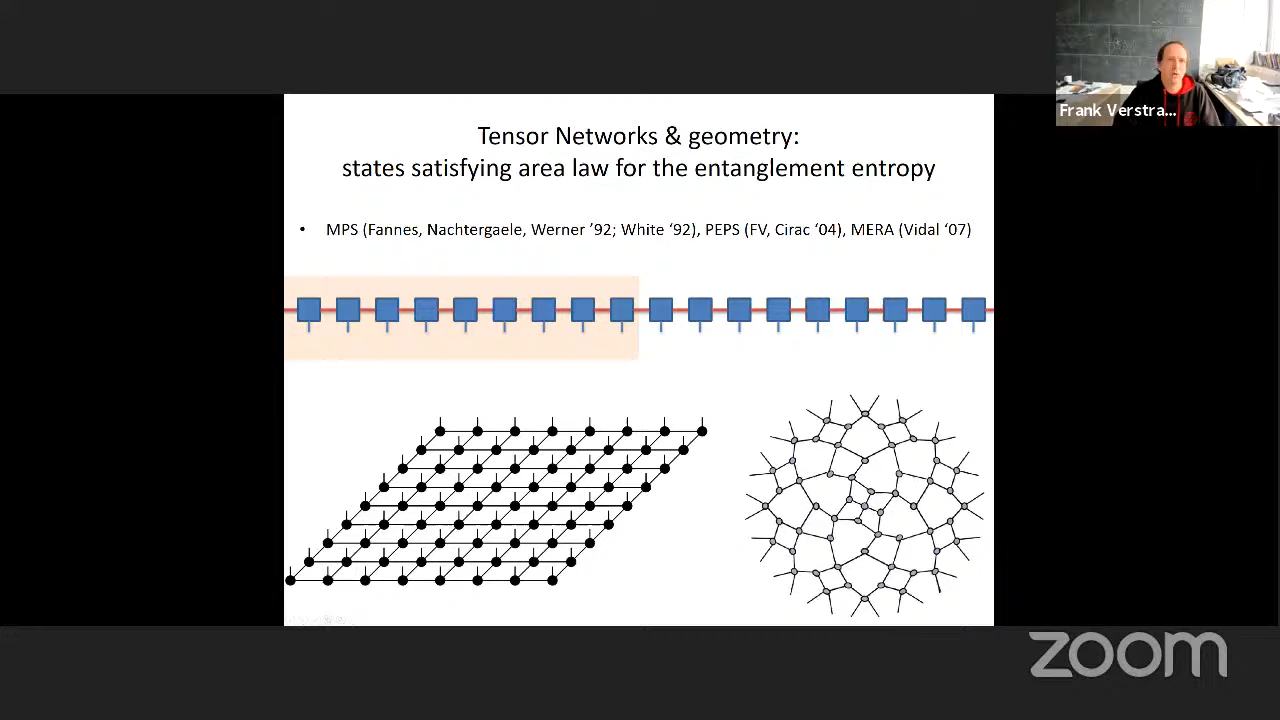 Frank Verstra...
Tensor Networks & geometry:
states satisfying area law for the entanglement entropy
• MPS (Fannes, Nachtergaele, Werner ’92; White ‘92), PEPS (FV, Cirac ‘04), MERA (Vidal ‘07)
zoom